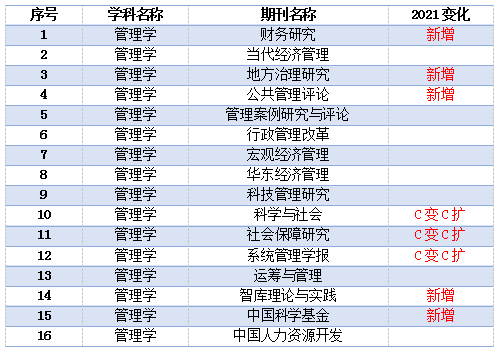 序号 学科名称 期刊名称 2021变化
1 管理学 财务研究 新增
2 管理学 当代经济管理
3 管理学 地方治理研究 新增
4 管理学 公共管理评论 新增
5 管理学 管理案例研究与评论
6 管理学 行政管理改革
7 管理学 宏观经济管理
8 管理学 华东经济管理
9 管理学 科技管理研究
10 管理学 科学与社会 C变C扩
11 管理学 社会保障研究 C变C扩
12 管理学 系统管理学报 C变C扩
13 管理学 运筹与管理
14 管理学 智库理论与实践 新增
15 管理学 中国科学基金 新增
16 管理学 中国人力资源开发